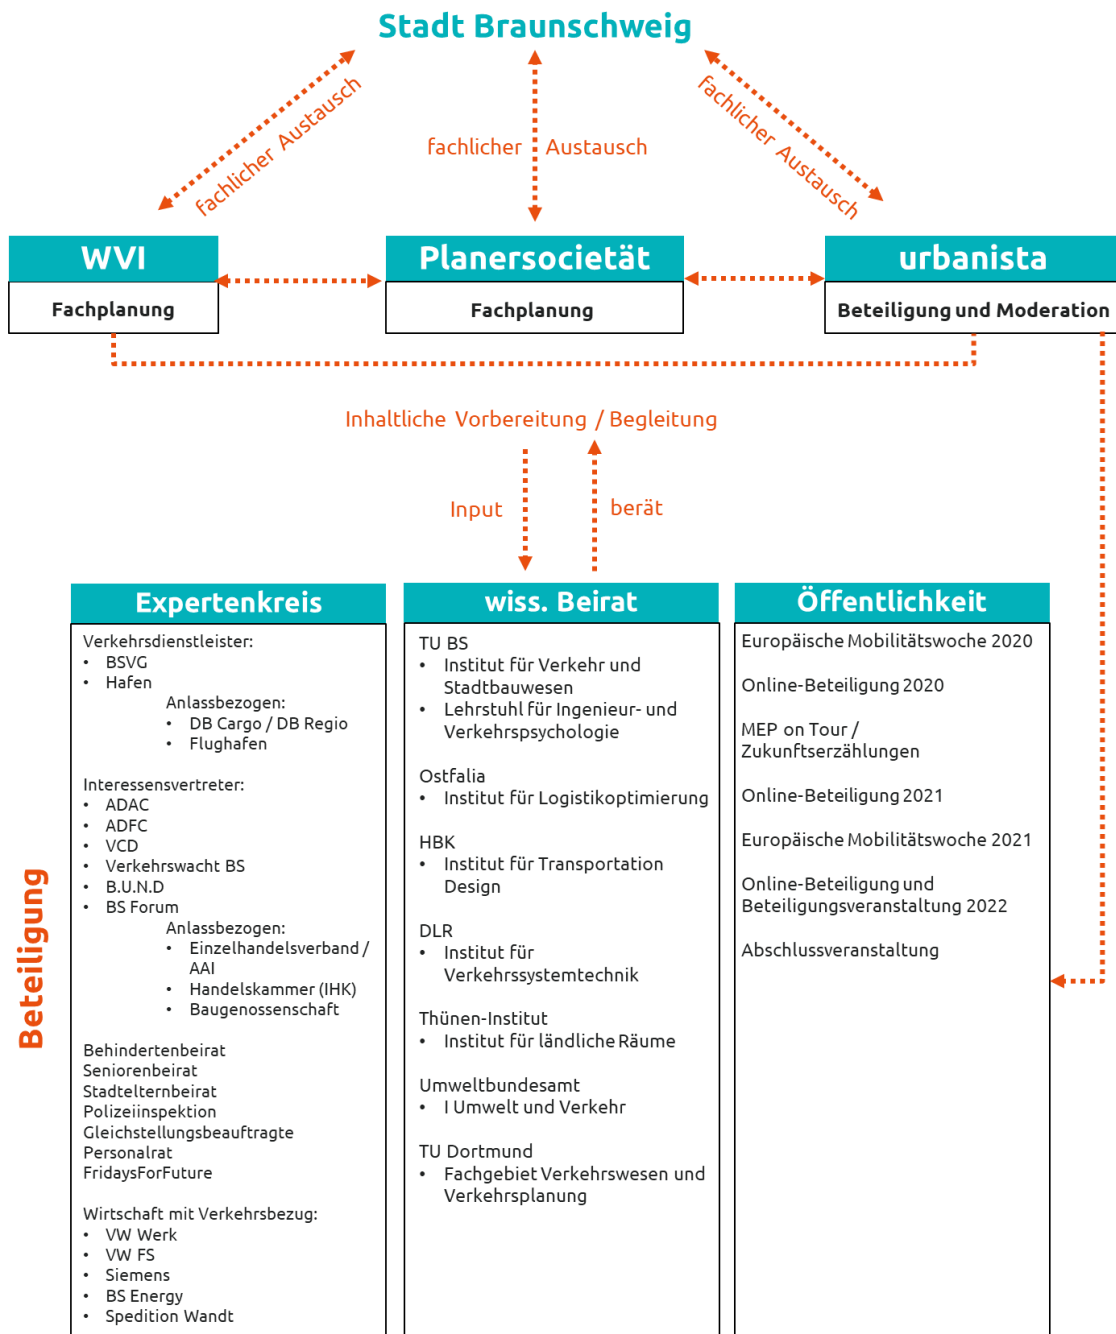 Stadt Braunschweig
fachlicher Austausch
fachlicher Austausch
fachlicher Austausch
WVI
Fachplanung
Planersocietät
Fachplanung
urbanista
Beteiligung und Moderation
Inhaltliche Vorbereitung / Begleitung
Input
berät
Beteiligung
Expertenkreis
Verkehrsdienstleister:
• BSVG
• Hafen
Anlassbezogen:
• DB Cargo / DB Regio
• Flughafen
Interessensvertreter:
• ADAC
• ADFC
• VCD
• Verkehrswacht BS
• B.U.N.D
• BS Forum
Anlassbezogen:
• Einzelhandelsverband /
AAI
• Handelskammer (IHK)
• Baugenossenschaft
Behindertenbeirat
Seniorenbeirat
Stadtelternbeirat
Polizeiinspektion
Gleichstellungsbeauftragte
Personalrat
FridaysForFuture
Wirtschaft mit Verkehrsbezug:
• VW Werk
• VW FS
• Siemens
• BS Energy
• Spedition Wandt
wiss. Beirat
TU BS
• Institut für Verkehr und
Stadtbauwesen
• Lehrstuhl für Ingenieur- und
Verkehrspsychologie
Ostfalia
• Institut für Logistikoptimierung
HBK
• Institut für Transportation
Design
DLR
• Institut für
Verkehrssystemtechnik
Thünen-Institut
• Institut für ländliche Räume
Umweltbundesamt
• I Umwelt und Verkehr
TU Dortmund
• Fachgebiet Verkehrswesen und
Verkehrsplanung
Öffentlichkeit
Europäische Mobilitätswoche 2020
Online-Beteiligung 2020
MEP on Tour /
Zukunftserzählungen
Online-Beteiligung 2021
Europäische Mobilitätswoche 2021
Online-Beteiligung und
Beteiligungsveranstaltung 2022
Abschlussveranstaltung